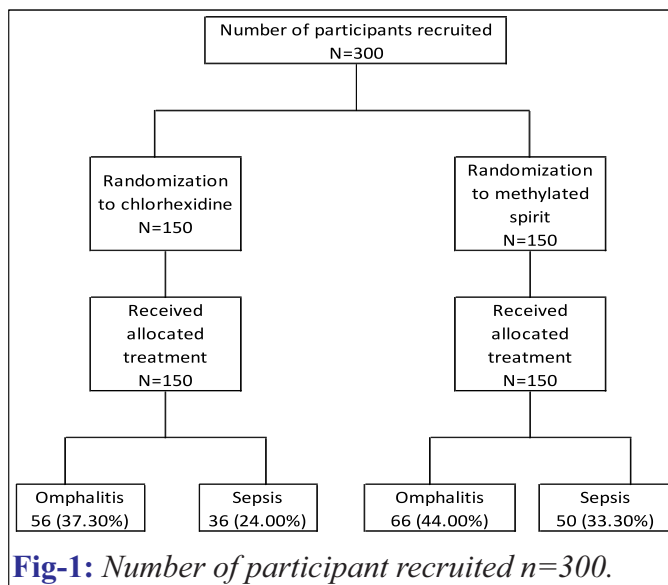 Number of participants recruited
N=300
Randomization
to chlorhexidine
N=150
Randomization
to methylated
spirit
N=150
Received
allocated
treatment
N=150
Received
allocated
treatment
N=150
Omphalitis
56 (37.30%)
Sepsis
36 (24.00%)
Omphalitis
66 (44.00%)
Sepsis
50 (33.30%)
Fig-1: Number of participant recruited n=300.